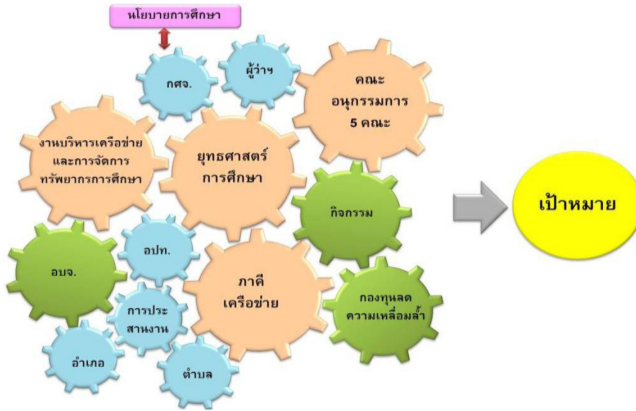 นโยบายการศึกษา
กศจ.
ผู้ว่าฯ
คณะ
อนุกรรมการ
5 คณะ
งานบริหารเครือข่าย
และการจัดการ
ทรัพยากรการศึกษา
ยุทธศาสตร์
การศึกษา
กิจกรรม
เป้าหมาย
อบจ.
อปท.
ภาคี
เครือข่าย
กองทุนลด
ความเหลื่อมล้ำ
การประ
สานงาน
อำเภอ
ตำบล